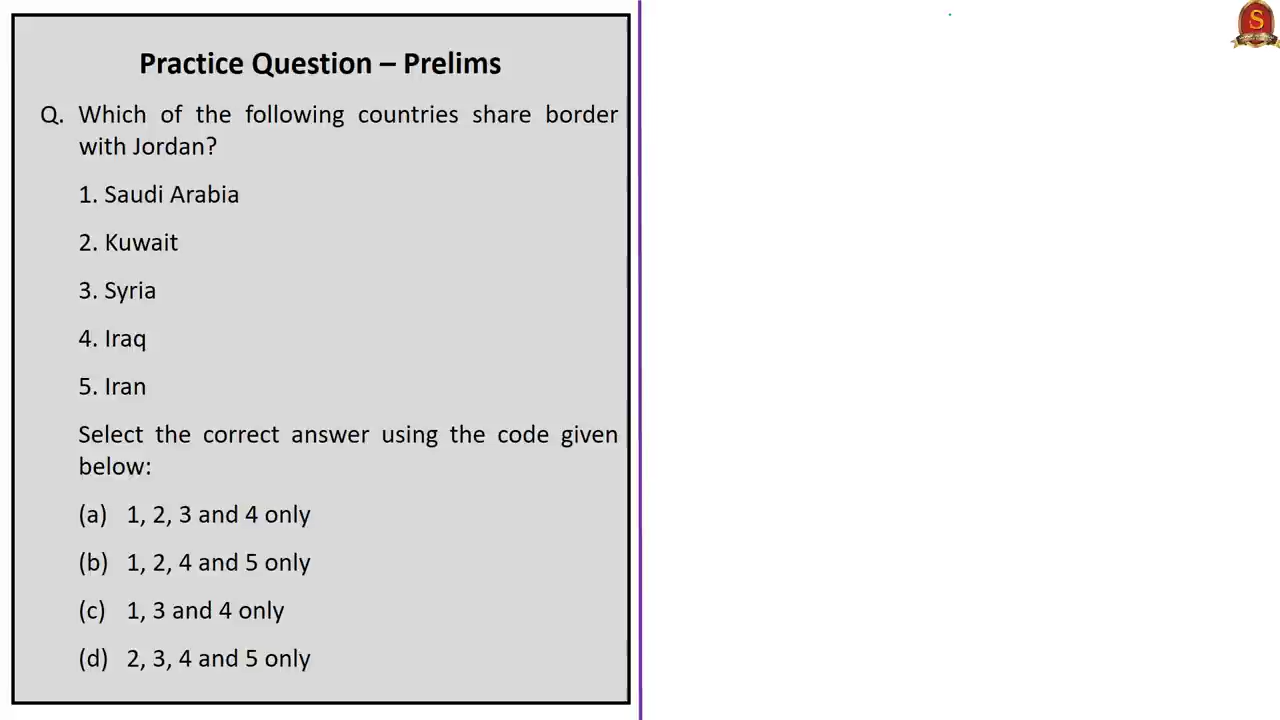 Practice Question – Prelims
Q. Which of the following countries share border
with Jordan?
1. Saudi Arabia
2. Kuwait
3. Syria
4. Iraq
5. Iran
Select the correct answer using the code given
below:
(a) 1, 2, 3 and 4 only
(b) 1, 2, 4 and 5 only
(c) 1, 3 and 4 only
(d) 2, 3, 4 and 5 only
S